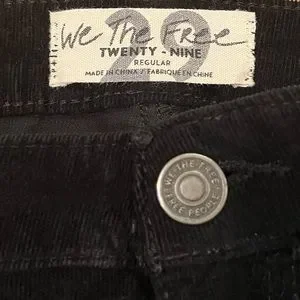 We The Free
29
TWENTY - NINE
REGULAR
MADE IN CHINA / FABRIQUÉ EN CHINE
WE THE FREE
FREE PEOPLE